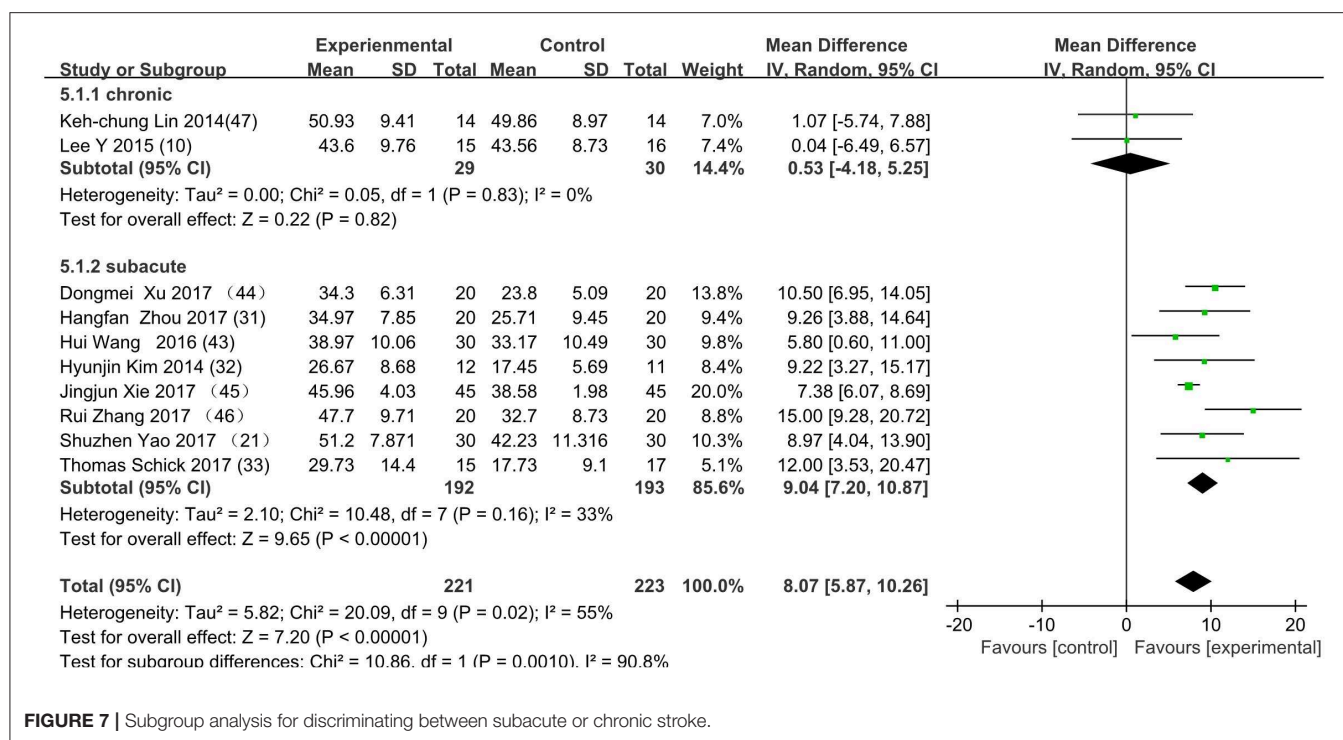 Experienmental Control Mean Difference Mean Difference
Study or Subgroup Mean SD Total Mean SD Total Weight IV, Random, 95% CI IV, Random, 95% CI
5.1.1 chronic
Keh-chung Lin 2014(47) 50.93 9.41 14 49.86 8.97 14 7.0% 1.07 [-5.74, 7.88]
Lee Y 2015 (10) 43.6 9.76 15 43.56 8.73 16 7.4% 0.04 [-6.49, 6.57]
Subtotal (95% CI) 29 30 14.4% 0.53 [-4.18, 5.25]
Heterogeneity: Tau² = 0.00; Chi² = 0.05, df = 1 (P = 0.83); I² = 0%
Test for overall effect: Z = 0.22 (P = 0.82)
5.1.2 subacute
Dongmei Xu 2017 （44） 34.3 6.31 20 23.8 5.09 20 13.8% 10.50 [6.95, 14.05]
Hangfan Zhou 2017 (31) 34.97 7.85 20 25.71 9.45 20 9.4% 9.26 [3.88, 14.64]
Hui Wang 2016 (43) 38.97 10.06 30 33.17 10.49 30 9.8% 5.80 [0.60, 11.00]
Hyunjin Kim 2014 (32) 26.67 8.68 12 17.45 5.69 11 8.2% 9.22 [3.27, 15.17]
Jingjun Xie 2017 （45） 45.96 4.03 45 38.58 1.98 45 20.0% 7.38 [6.07, 8.69]
Rui Zhang 2017 （46） 47.7 9.71 20 32.7 8.73 20 8.8% 15.00 [9.28, 20.72]
Shuzhen Yao 2017 （21） 51.2 7.871 30 42.23 11.316 30 10.3% 8.97 [4.04, 13.90]
Thomas Schick 2017 (33) 29.73 14.4 15 17.73 9.1 17 5.1% 12.00 [3.53, 20.47]
Subtotal (95% CI) 192 193 85.6% 9.04 [7.20, 10.87]
Heterogeneity: Tau² = 2.10; Chi² = 10.48, df = 7 (P = 0.16); I² = 33%
Test for overall effect: Z = 9.65 (P < 0.00001)
Total (95% CI) 221 223 100.0% 8.07 [5.87, 10.26]
Heterogeneity: Tau² = 5.82; Chi² = 20.09, df = 9 (P = 0.02); I² = 55%
Test for overall effect: Z = 7.20 (P < 0.00001)
Test for subgroup differences: Chi² = 10.86, df = 1 (P = 0.0010), I² = 90.8%
-20 -10 0 10 20
Favours [control] Favours [experimental]
FIGURE 7 | Subgroup analysis for discriminating between subacute or chronic stroke.